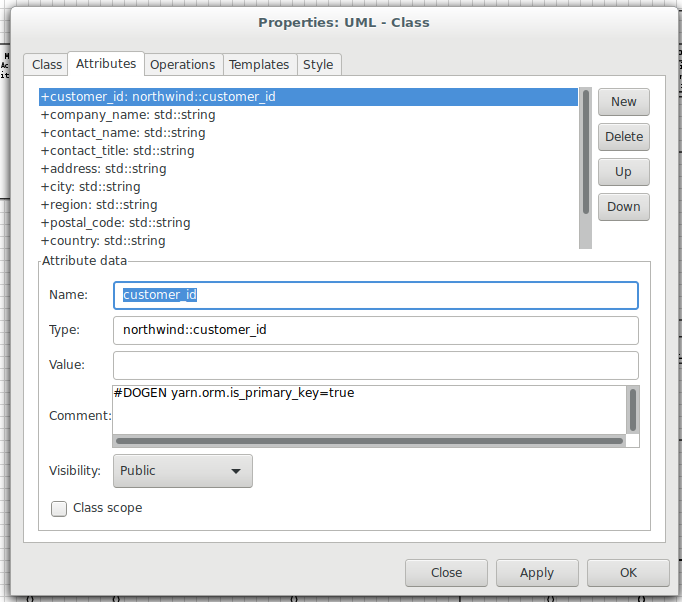 Properties: UML - Class
Class Attributes Operations Templates Style
+customer_id: northwind::customer_id
+company_name: std::string
+contact_name: std::string
+contact_title: std::string
+address: std::string
+city: std::string
+region: std::string
+postal_code: std::string
+country: std::string
New
Delete
Up
Down
Attribute data
Name: customer_id
Type: northwind::customer_id
Value:
Comment: #DOGEN yarn.orm.is_primary_key=true
Visibility: Public
Class scope
Close Apply OK